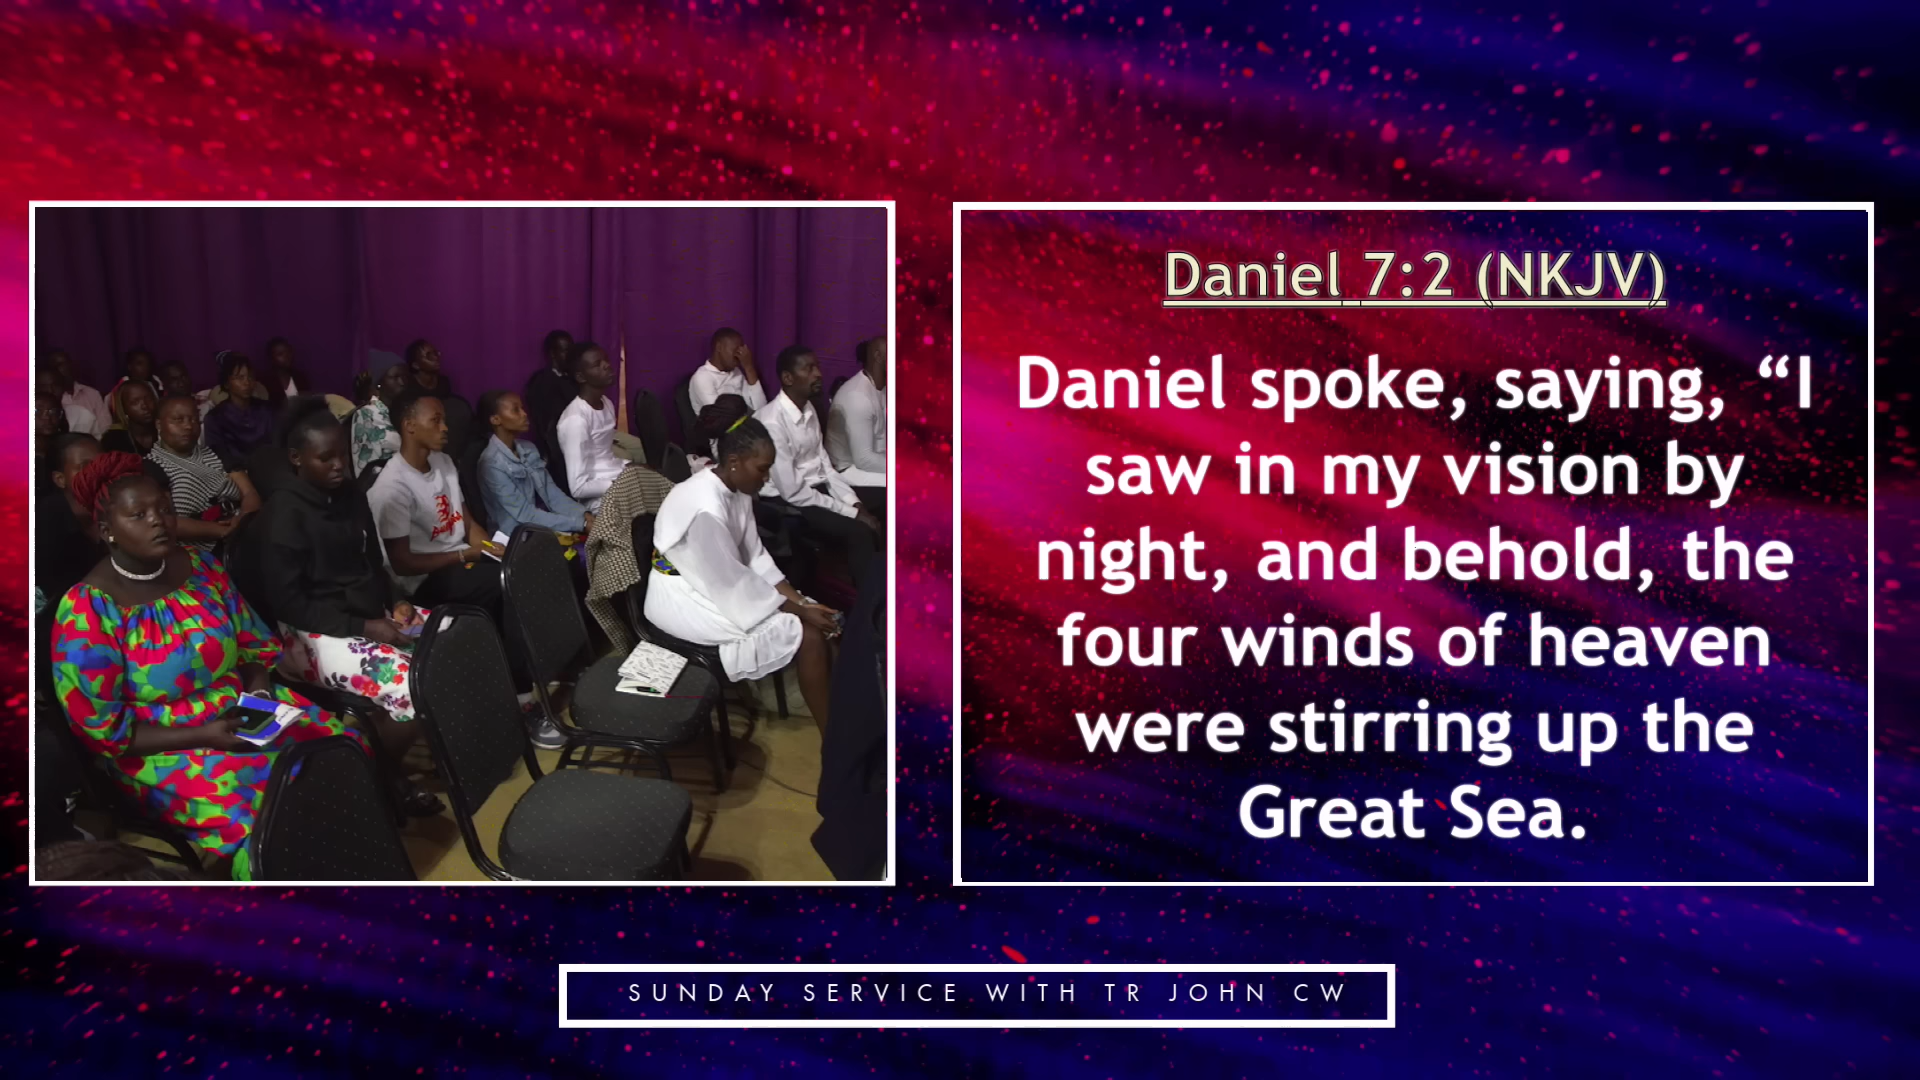 Daniel 7:2 (NKJV)
Daniel spoke, saying, “I
saw in my vision by
night, and behold, the
four winds of heaven
were stirring up the
Great Sea.
SUNDAY SERVICE WITH TR JOHN CW